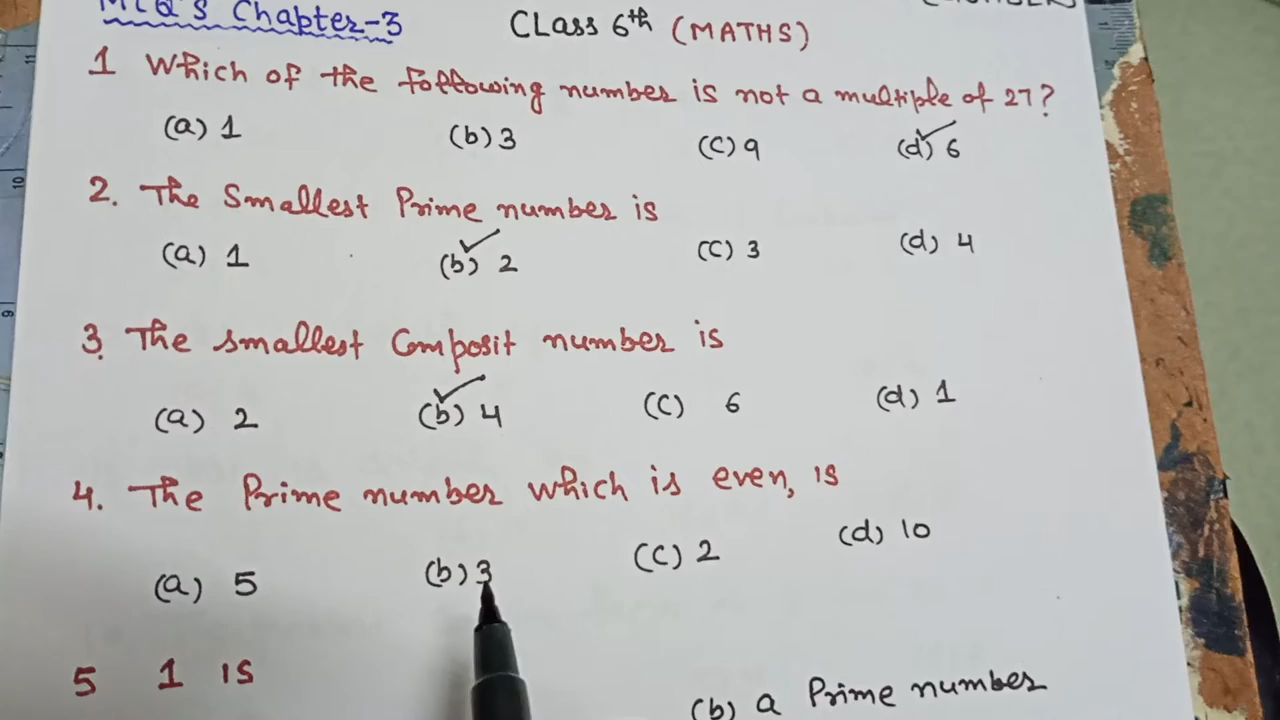 MCQ's Chapter-3 Class 6th (MATHS)
1 Which of the following number is not a multiple of 27?
(a) 1 (b) 3 (c) 9 (d) 6
2. The Smallest Prime number is
(a) 1 (b) 2 (c) 3 (d) 4
3. The smallest Composit number is
(a) 2 (b) 4 (c) 6 (d) 1
4. The Prime number which is even, is
(a) 5 (b) 3 (c) 2 (d) 10
5 1 is
(b) a Prime number